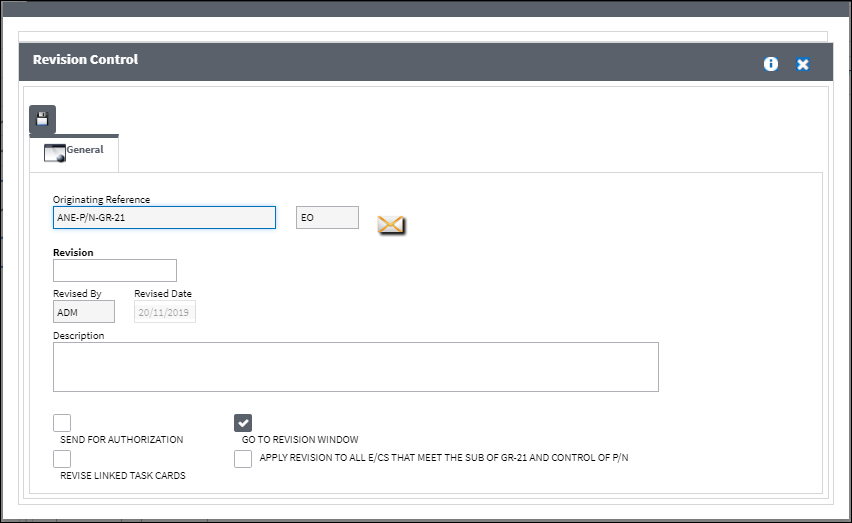 Revision Control
General
Originating Reference
ANE-P/N-GR-21 EO
Revision
Revised By Revised Date
ADM 20/11/2019
Description
SEND FOR AUTHORIZATION GO TO REVISION WINDOW
APPLY REVISION TO ALL E/CS THAT MEET THE SUB OF GR-21 AND CONTROL OF P/N
REVISE LINKED TASK CARDS